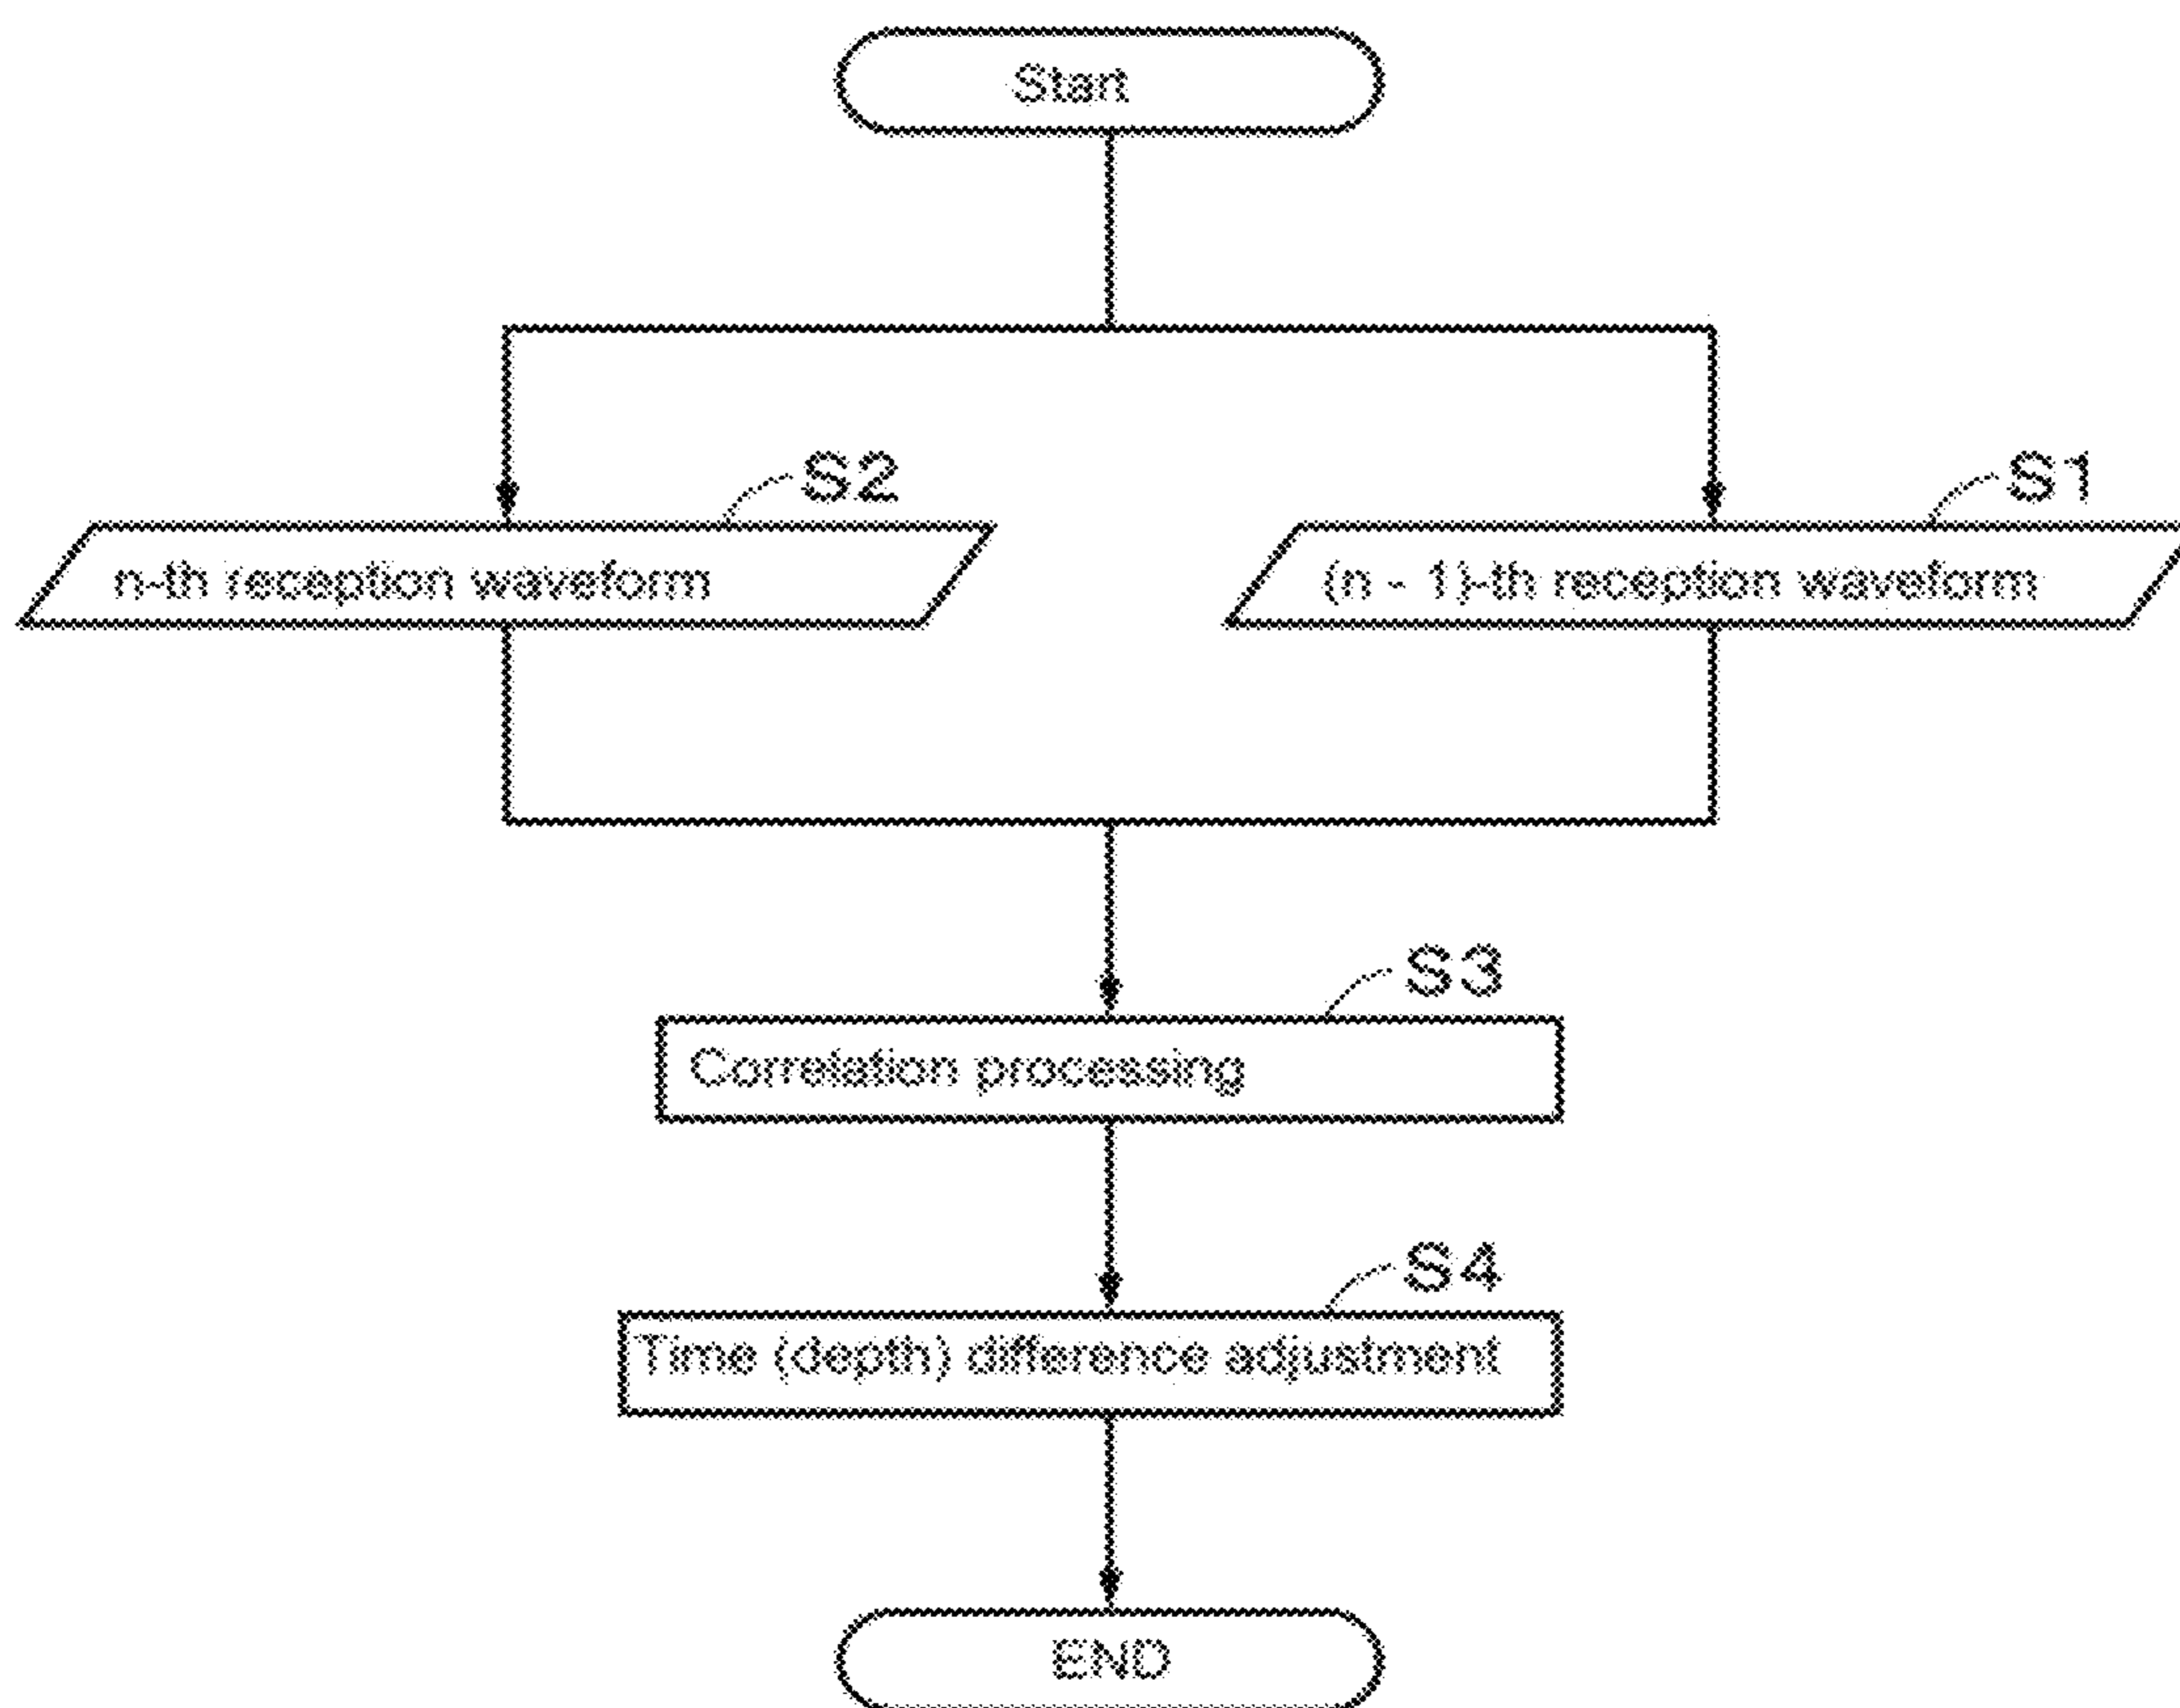 Start
S2
S1
n-th reception waveform
(n - 1)-th reception waveform
S3
Correlation processing
S4
Time (depth) difference adjustment
END